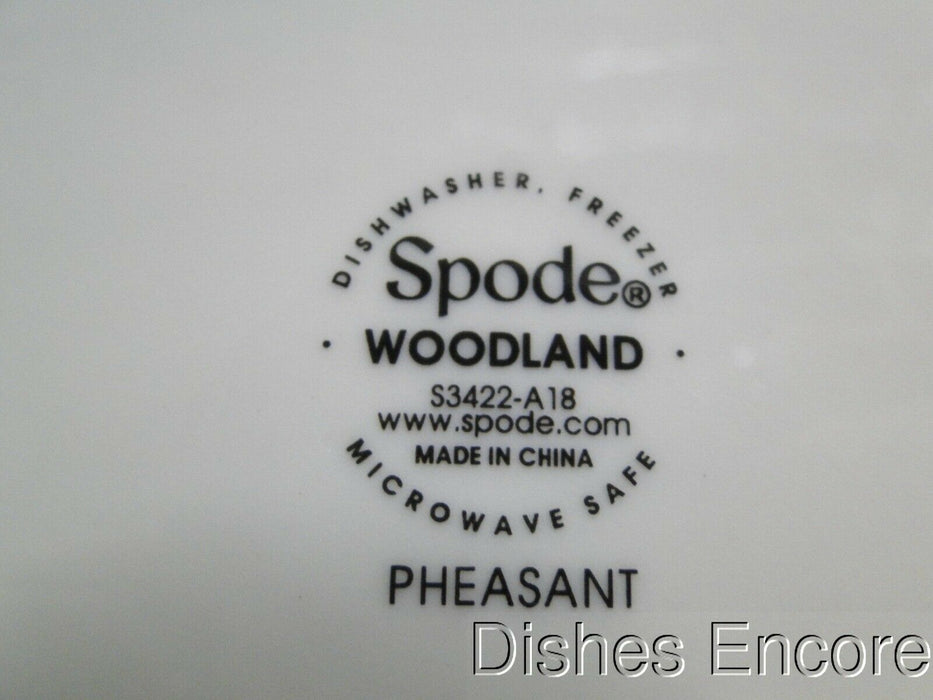 DISHWASHER. FREEZER
Spode®
· WOODLAND ·
S3422-A18
www.spode.com
MADE IN CHINA
MICROWAVE SAFE
PHEASANT
Dishes Encore